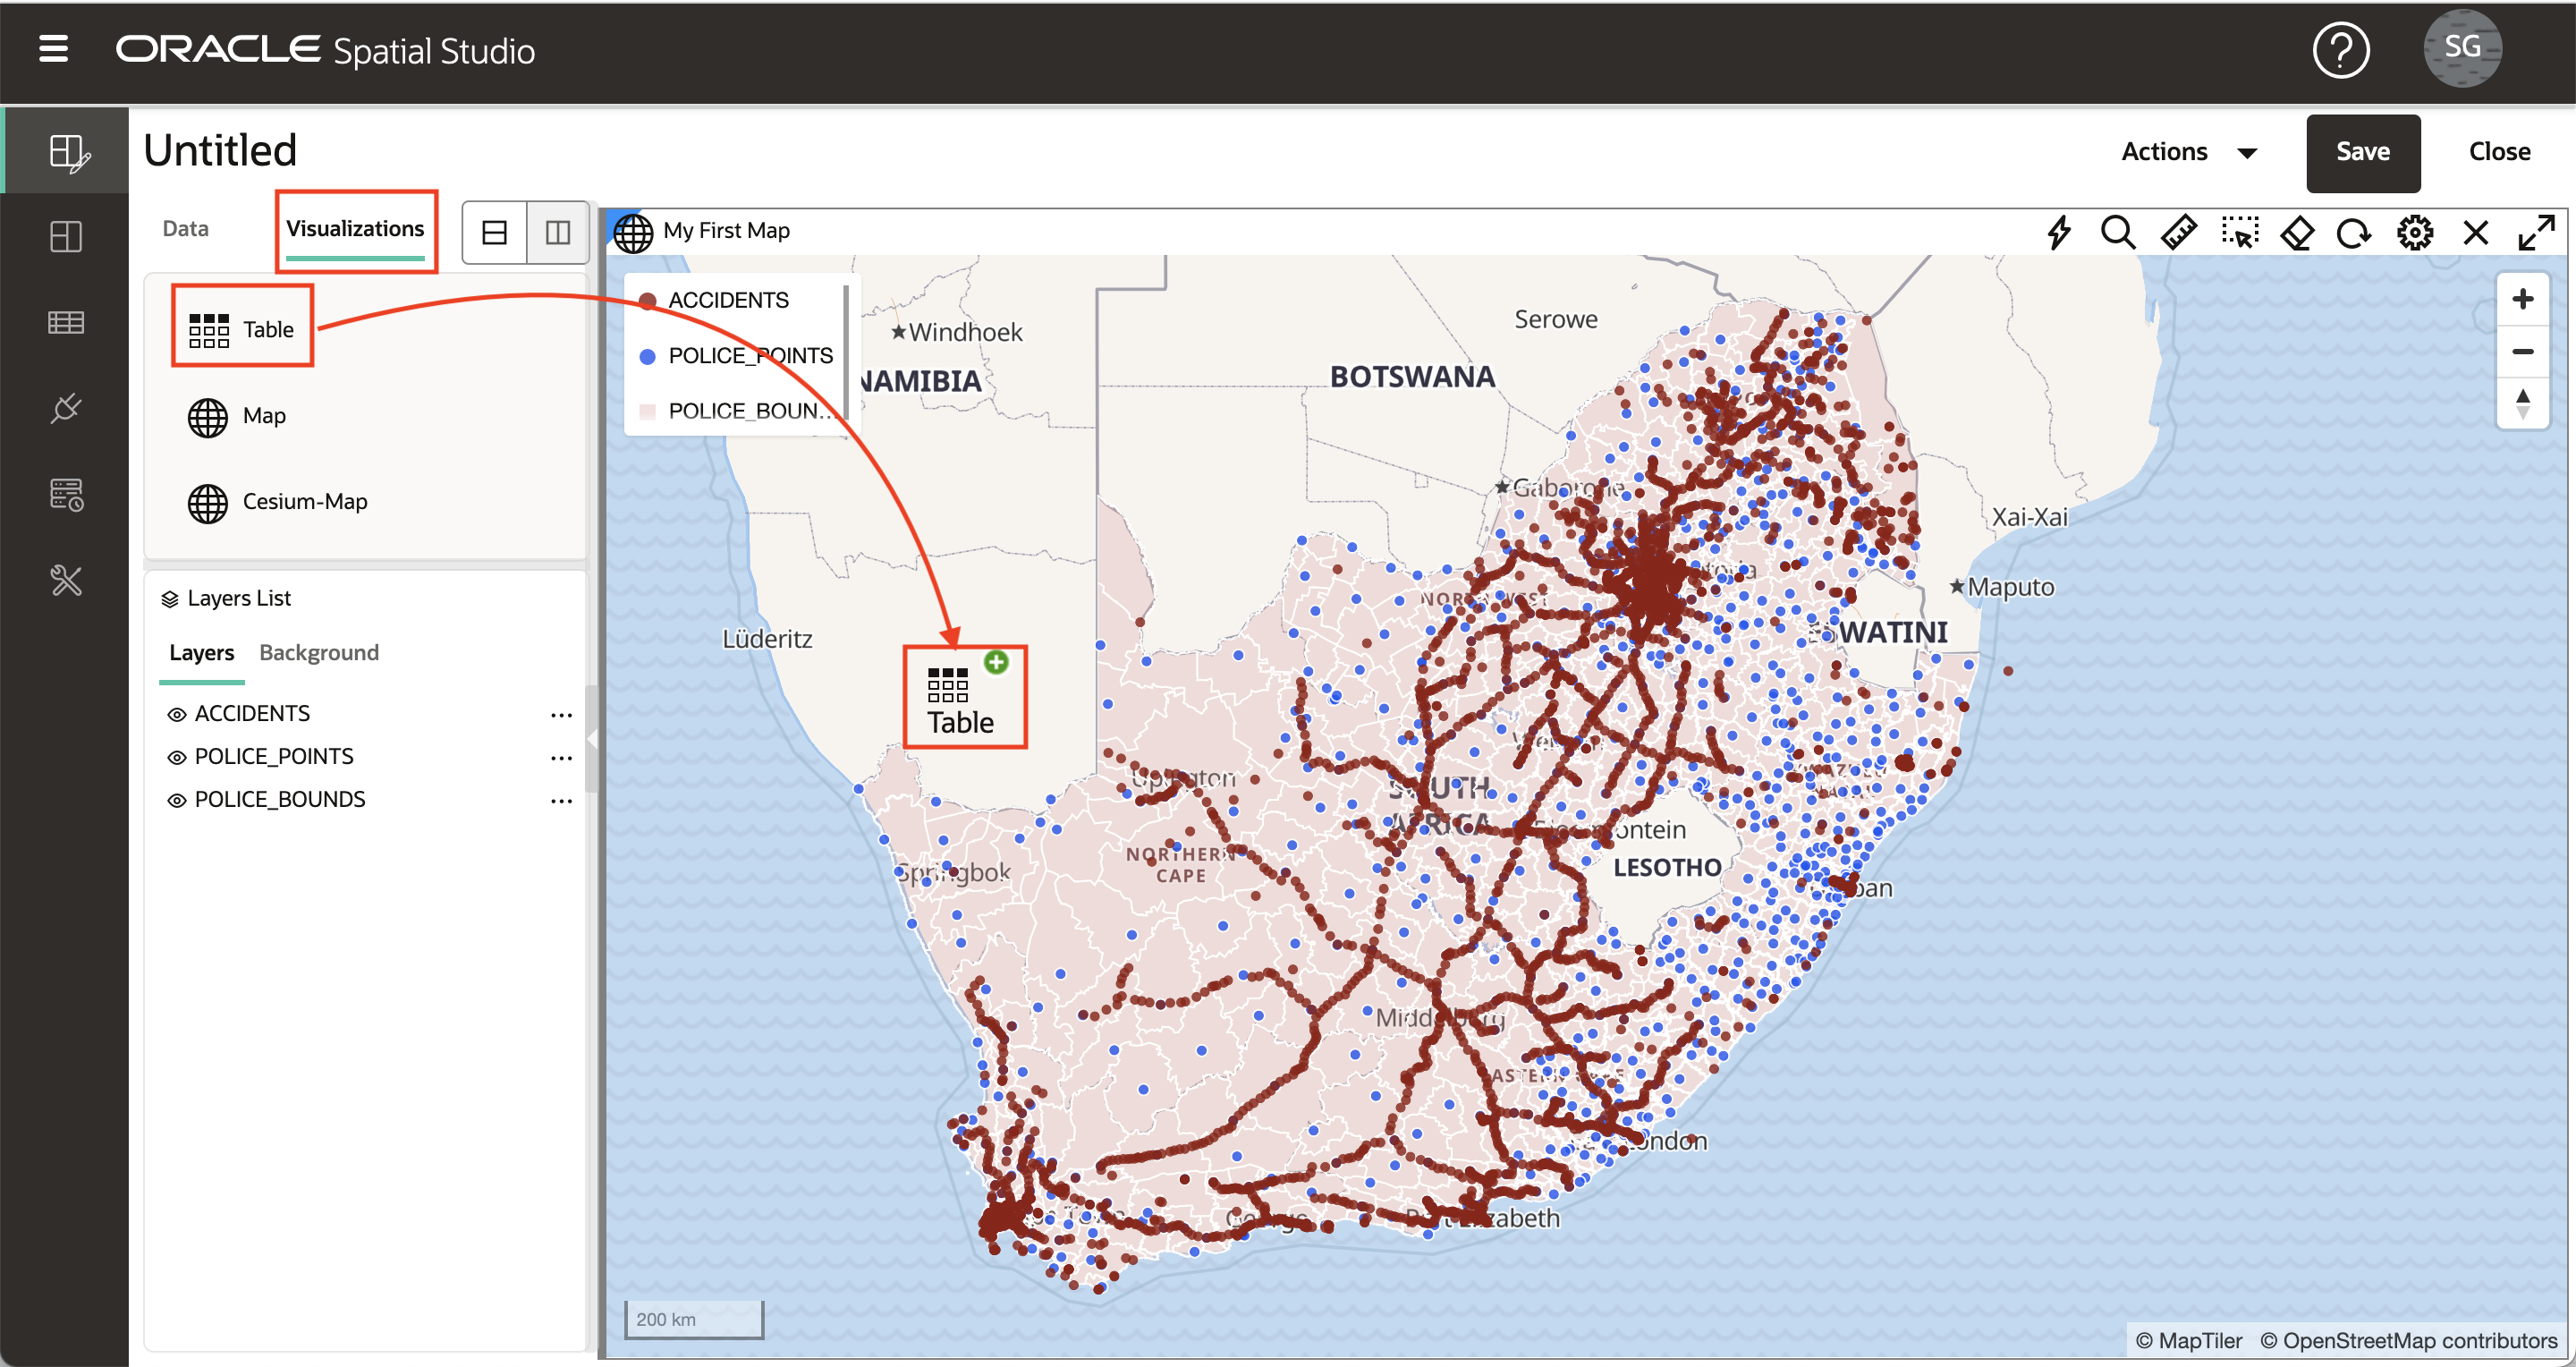 ORACLE Spatial Studio
SG
Untitled
Actions
Save
Close
Data
Visualizations
My First Map
Table
Map
Cesium-Map
Layers List
Layers
Background
ACCIDENTS
POLICE_POINTS
POLICE_BOUNDS
ACCIDENTS
POLICE_POINTS
POLICE_BOUN...
Table
Windhoek
NAMIBIA
Serowe
BOTSWANA
Gaborone
Xai-Xai
Maputo
WATINI
Lüderitz
Upington
SOUTH
AFRICA
LESOTHO
NORTHERN
CAPE
Springbok
Middelburg
George
Port Elizabeth
200 km
© MapTiler © OpenStreetMap contributors